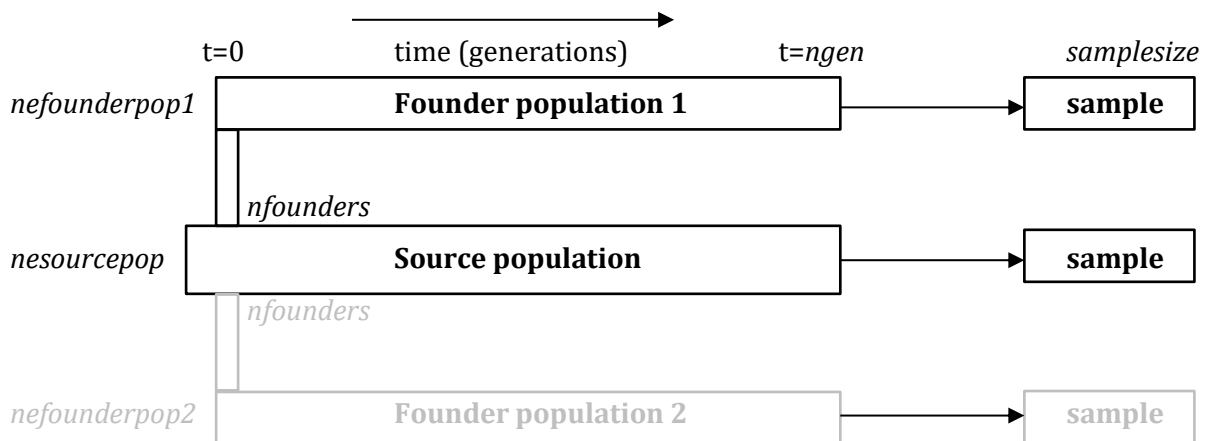 t=0 time (generations) t=ngen samplesize
nefounderpop1 Founder population 1 sample
nfounders
nesourcepop Source population sample
nfounders
nefounderpop2 Founder population 2 sample